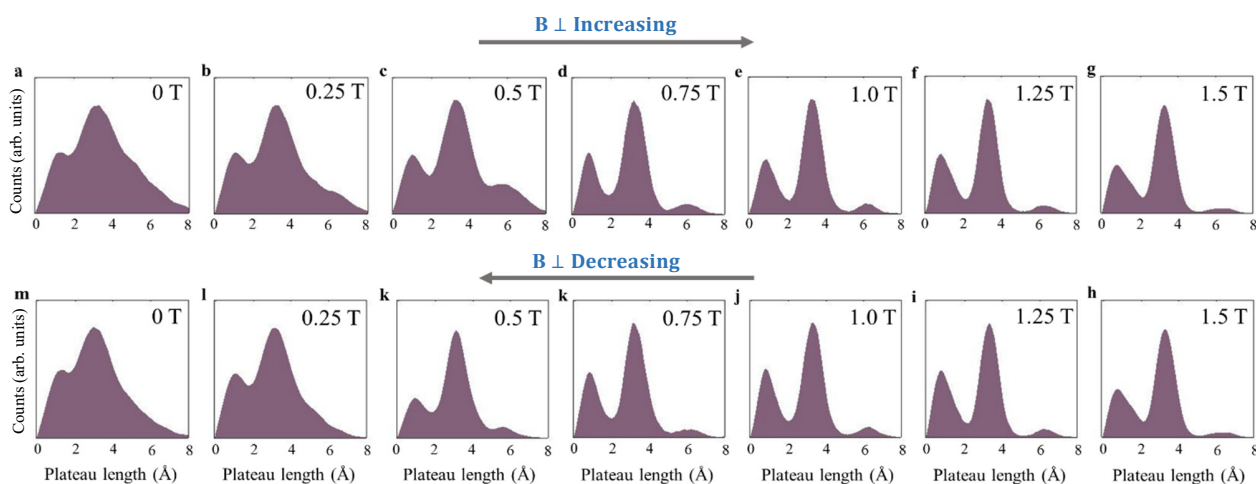 B ⊥ Increasing
a b c d e f g
0 T 0.25 T 0.5 T 0.75 T 1.0 T 1.25 T 1.5 T
Counts (arb. units)
0 2 4 6 8 0 2 4 6 8 0 2 4 6 8 0 2 4 6 8 0 2 4 6 8 0 2 4 6 8 0 2 4 6 8
B ⊥ Decreasing
m l k k j i h
0 T 0.25 T 0.5 T 0.75 T 1.0 T 1.25 T 1.5 T
Counts (arb. units)
0 2 4 6 8 0 2 4 6 8 0 2 4 6 8 0 2 4 6 8 0 2 4 6 8 0 2 4 6 8 0 2 4 6 8
Plateau length (Å) Plateau length (Å) Plateau length (Å) Plateau length (Å) Plateau length (Å) Plateau length (Å) Plateau length (Å)